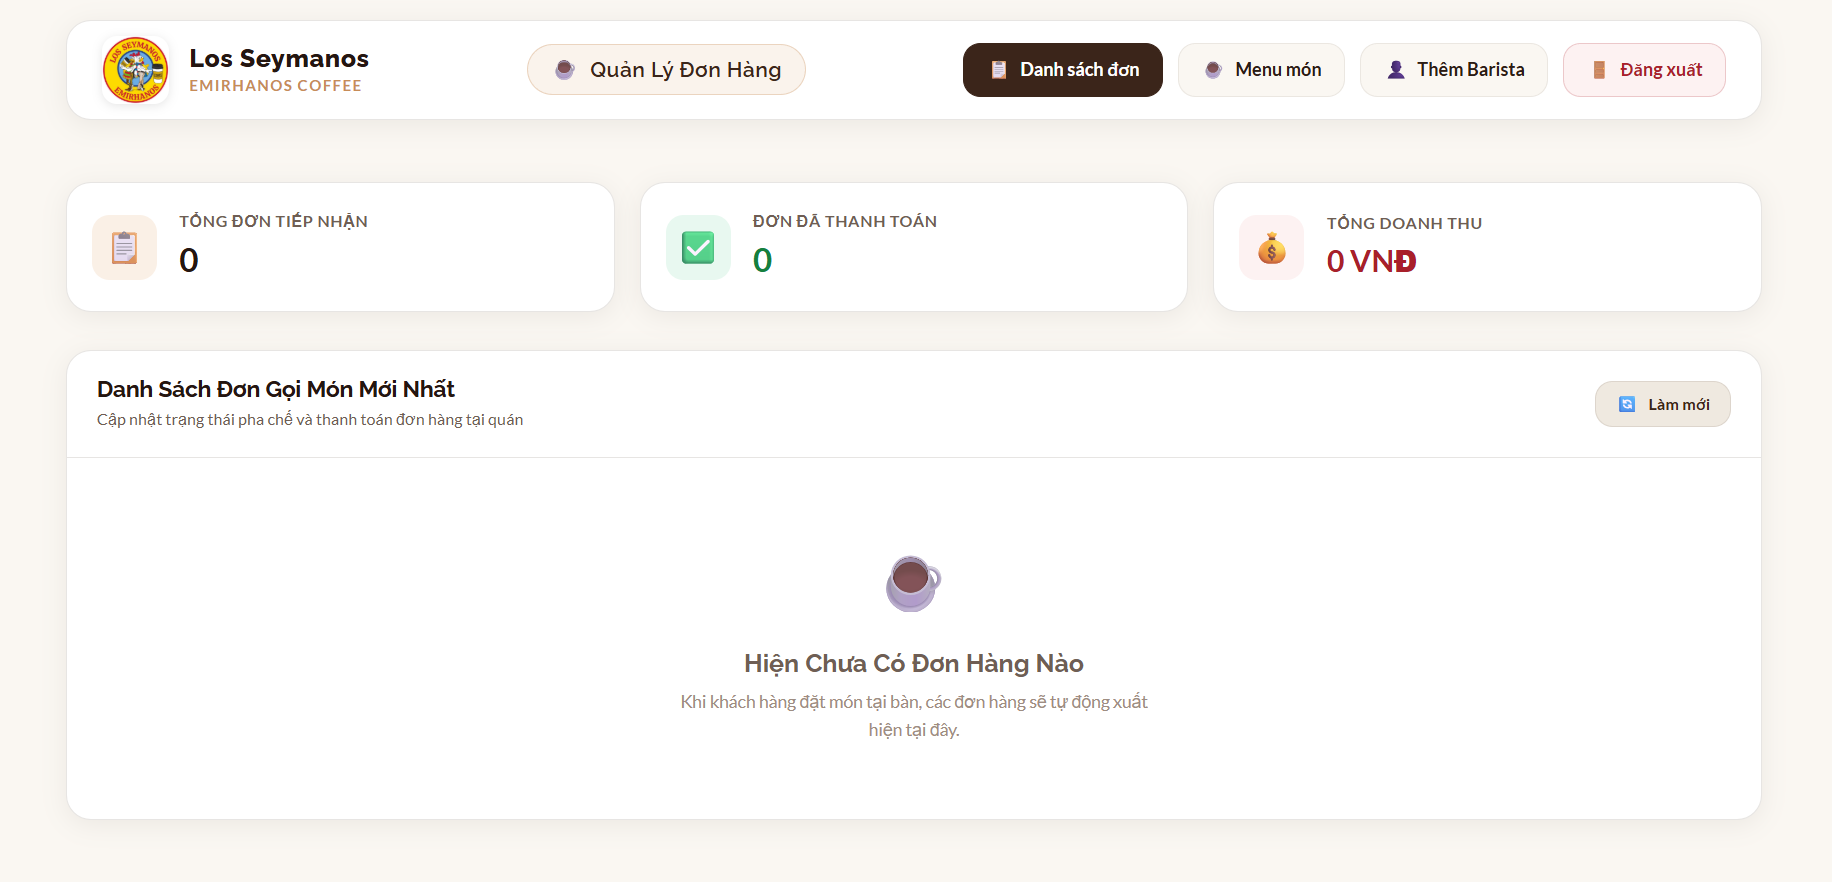 LOS SEYMANOS
EMIRHANOS
Los Seymanos
EMIRHANOS COFFEE
Quản Lý Đơn Hàng
Danh sách đơn
Menu món
Thêm Barista
Đăng xuất
TỔNG ĐƠN TIẾP NHẬN
0
ĐƠN ĐÃ THANH TOÁN
0
TỔNG DOANH THU
0 VNĐ
Danh Sách Đơn Gọi Món Mới Nhất
Cập nhật trạng thái pha chế và thanh toán đơn hàng tại quán
Làm mới
Hiện Chưa Có Đơn Hàng Nào
Khi khách hàng đặt món tại bàn, các đơn hàng sẽ tự động xuất
hiện tại đây.